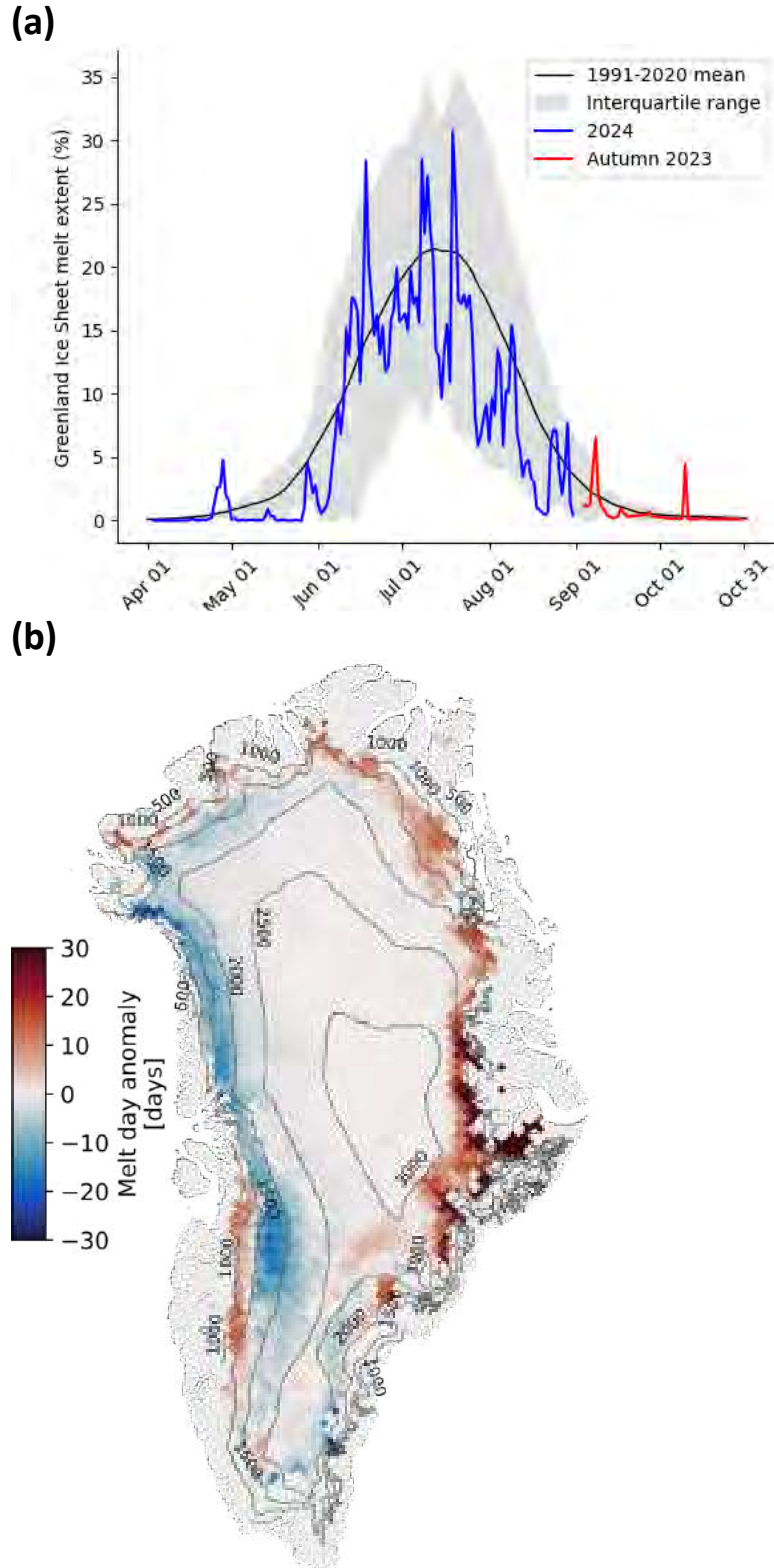 (a)
35
30
25
20
15
10
5
0
Greenland Ice Sheet melt extent (%)
1991-2020 mean
Interquartile range
2024
Autumn 2023
Apr 01
May 01
Jun 01
Jul 01
Aug 01
Sep 01
Oct 01
Oct 31
(b)
1000
500
1000
1000
1000
500
2500
2000
500
3000
1000
1000
2000
1000
30
20
10
0
−10
−20
−30
Melt day anomaly
[days]